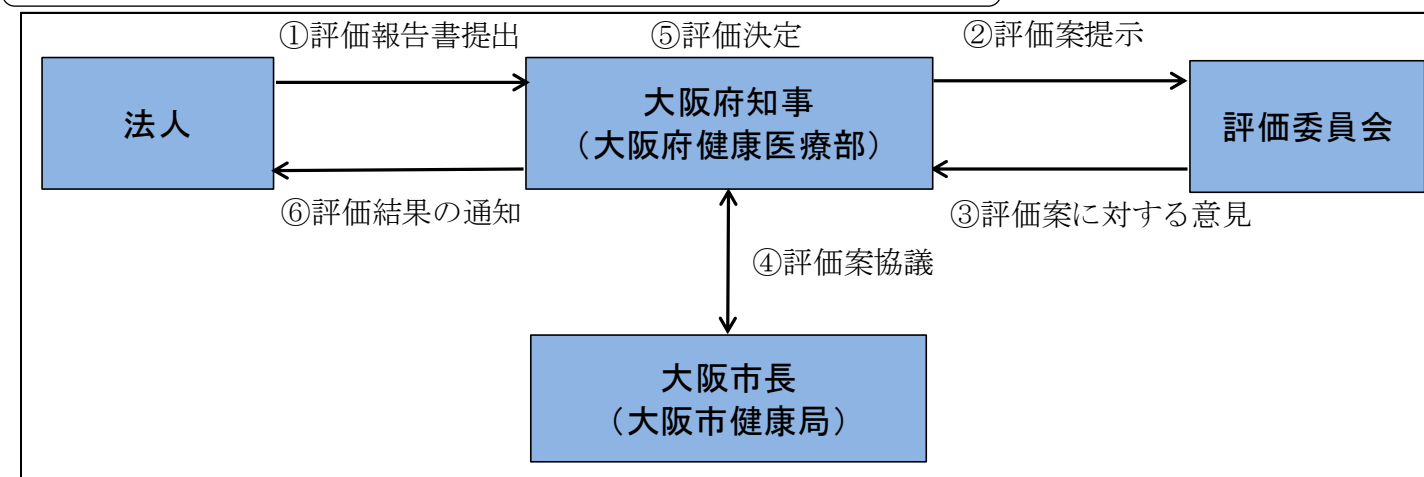 ①評価報告書提出
⑤評価決定
②評価案提示
法人
大阪府知事
（大阪府健康医療部）
評価委員会
⑥評価結果の通知
③評価案に対する意見
④評価案協議
大阪市長
（大阪市健康局）